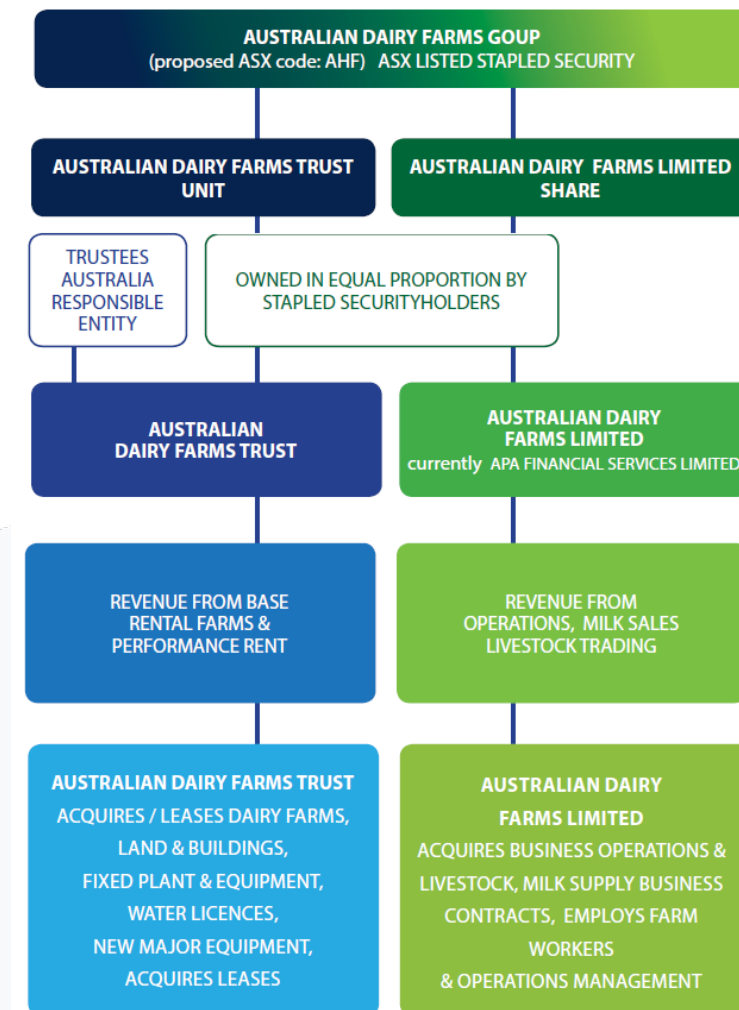 AUSTRALIAN DAIRY FARMS GOUP
(proposed ASX code: AHF) ASX LISTED STAPLED SECURITY
AUSTRALIAN DAIRY FARMS TRUST
UNIT
AUSTRALIAN DAIRY FARMS LIMITED
SHARE
TRUSTEES
AUSTRALIA
RESPONSIBLE
ENTITY
OWNED IN EQUAL PROPORTION BY
STAPLED SECURITYHOLDERS
AUSTRALIAN
DAIRY FARMS TRUST
AUSTRALIAN DAIRY
FARMS LIMITED
currently APA FINANCIAL SERVICES LIMITED
REVENUE FROM BASE
RENTAL FARMS &
PERFORMANCE RENT
REVENUE FROM
OPERATIONS, MILK SALES
LIVESTOCK TRADING
AUSTRALIAN DAIRY FARMS TRUST
ACQUIRES / LEASES DAIRY FARMS,
LAND & BUILDINGS,
FIXED PLANT & EQUIPMENT,
WATER LICENCES,
NEW MAJOR EQUIPMENT,
ACQUIRES LEASES
AUSTRALIAN DAIRY
FARMS LIMITED
ACQUIRES BUSINESS OPERATIONS &
LIVESTOCK, MILK SUPPLY BUSINESS
CONTRACTS, EMPLOYS FARM
WORKERS
& OPERATIONS MANAGEMENT